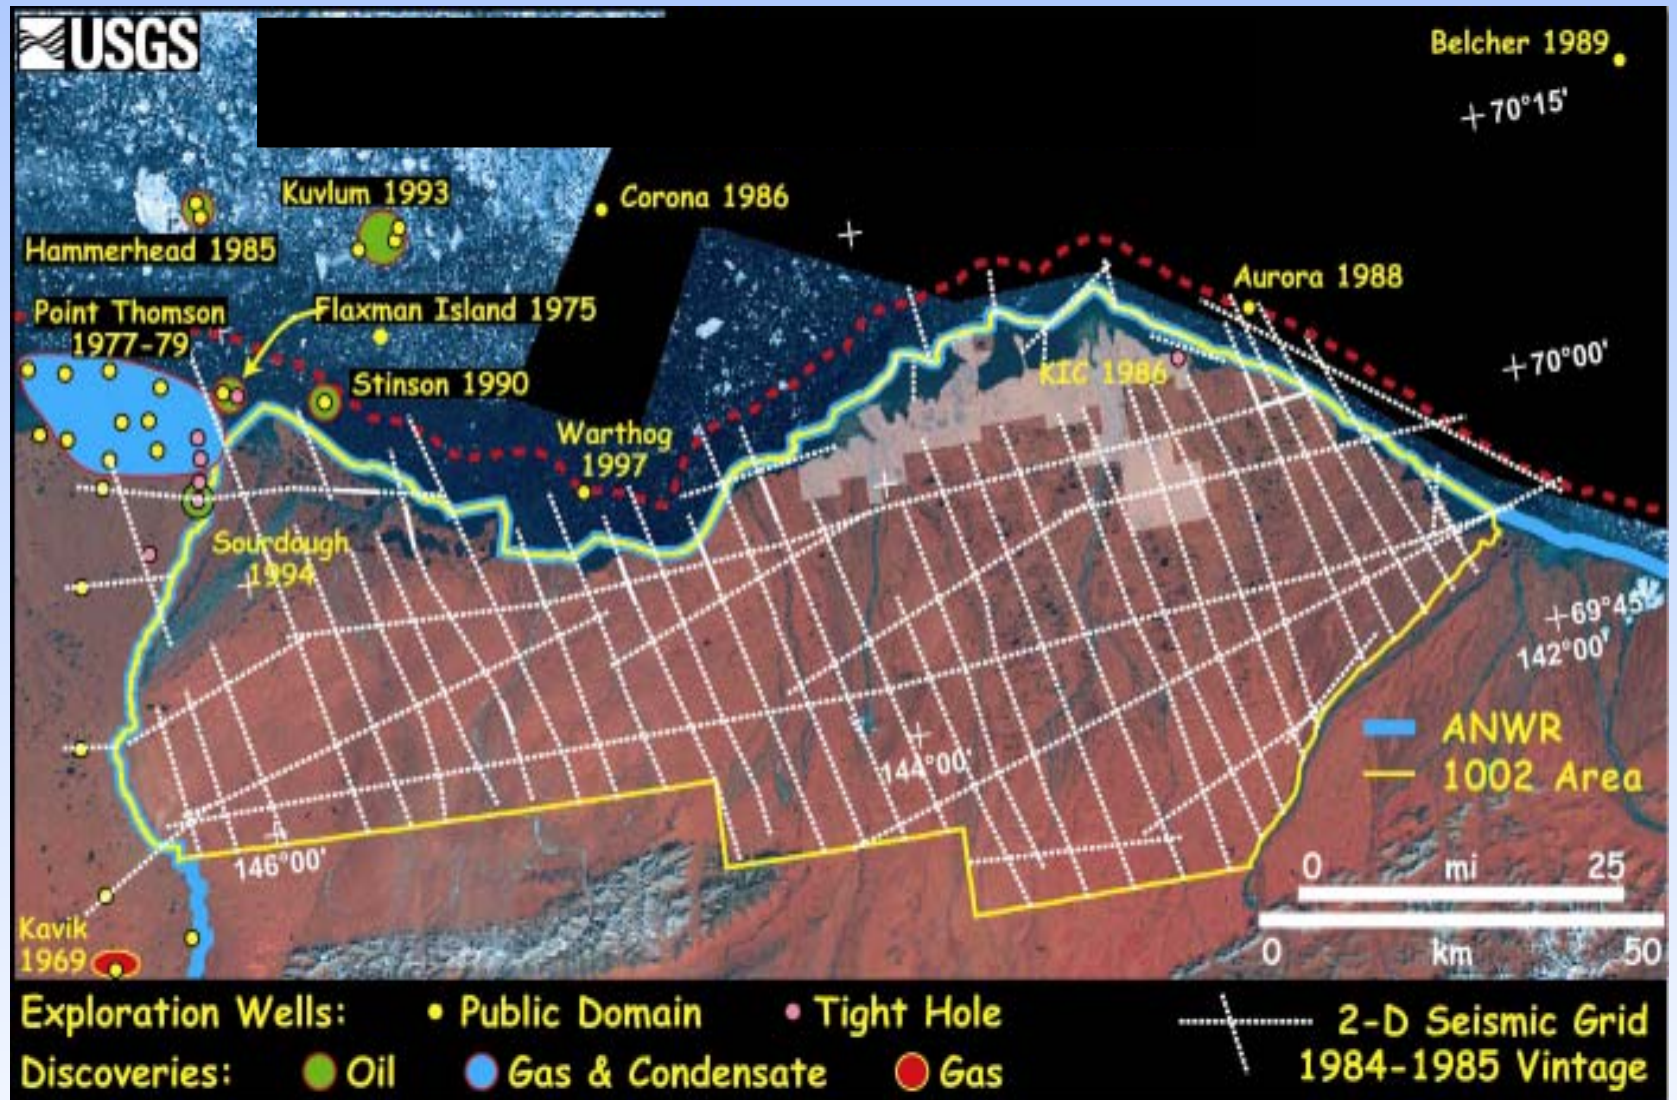 USGS
Belcher 1989
70°15'
Kuvlum 1993
Corona 1986
Hammerhead 1985
Aurora 1988
Point Thomson
1977-79
Flaxman Island 1975
70°00'
KIC 1986
Stinson 1990
Warthog
1997
Sourdough
1994
69°45'
142°00'
ANWR
144°00'
1002 Area
146°00'
0 mi 25
Kavik
1969
0 km 50
Exploration Wells: Public Domain Tight Hole
2-D Seismic Grid
1984-1985 Vintage
Discoveries: Oil Gas & Condensate Gas